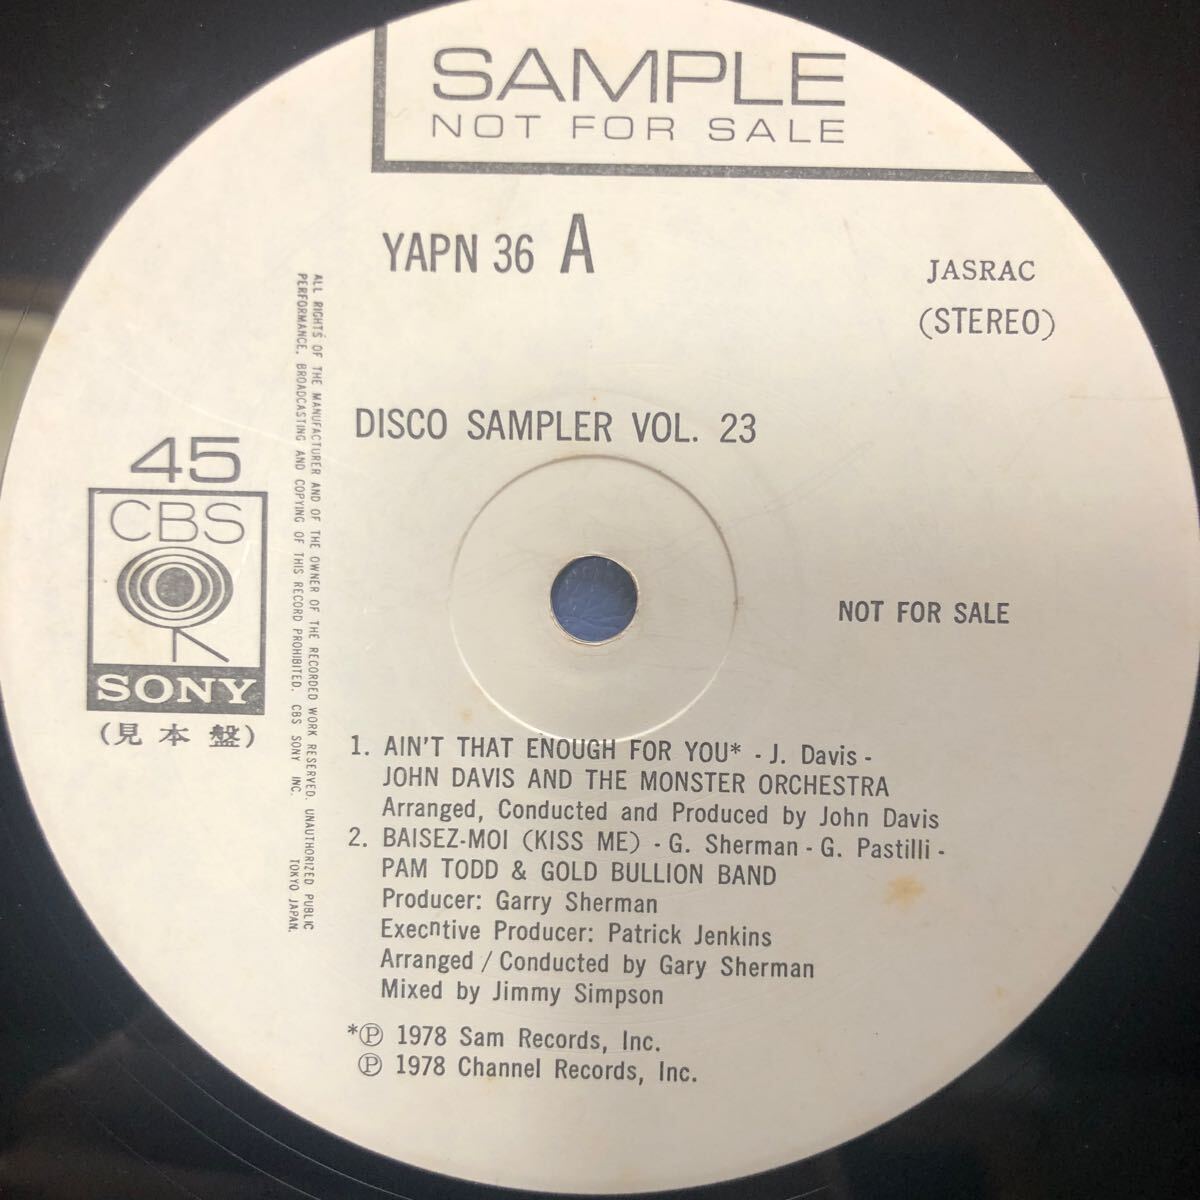 SAMPLE
NOT FOR SALE
YAPN 36 A
JASRAC
(STEREO)
DISCO SAMPLER VOL. 23
45
CBS
SONY
(見本盤)
ALL RIGHTS OF THE MANUFACTURER AND OF THE OWNER OF THE RECORDED WORK RESERVED. UNAUTHORIZED PUBLIC
PERFORMANCE, BROADCASTING AND COPYING OF THIS RECORD PROHIBITED. CBS SONY INC. TOKYO JAPAN.
NOT FOR SALE
1. AIN'T THAT ENOUGH FOR YOU* - J. Davis -
JOHN DAVIS AND THE MONSTER ORCHESTRA
Arranged, Conducted and Produced by John Davis
2. BAISEZ-MOI (KISS ME) - G. Sherman - G. Pastilli -
PAM TODD & GOLD BULLION BAND
Producer: Garry Sherman
Execntive Producer: Patrick Jenkins
Arranged / Conducted by Gary Sherman
Mixed by Jimmy Simpson
*Ⓟ 1978 Sam Records, Inc.
Ⓟ 1978 Channel Records, Inc.